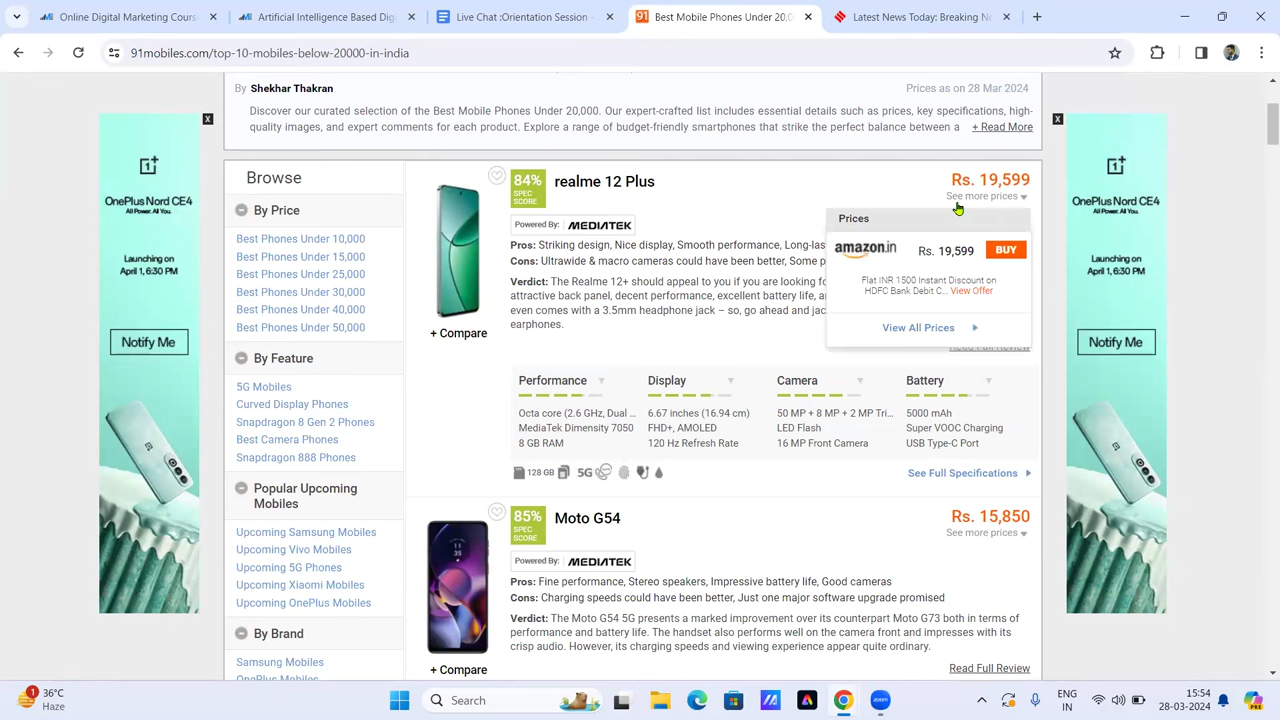 Online Digital Marketing Cours
Artificial Intelligence Based Digi
Live Chat :Orientation Session -
91 Best Mobile Phones Under 20,0
Latest News Today: Breaking Ne
91mobiles.com/top-10-mobiles-below-20000-in-india
By Shekhar Thakran
Prices as on 28 Mar 2024
Discover our curated selection of the Best Mobile Phones Under 20,000. Our expert-crafted list includes essential details such as prices, key specifications, high-
quality images, and expert comments for each product. Explore a range of budget-friendly smartphones that strike the perfect balance between a
+ Read More
X
OnePlus Nord CE4
All Power. All You.
Launching on
April 1, 6:30 PM
Notify Me
Browse
By Price
Best Phones Under 10,000
Best Phones Under 15,000
Best Phones Under 25,000
Best Phones Under 30,000
Best Phones Under 40,000
Best Phones Under 50,000
By Feature
5G Mobiles
Curved Display Phones
Snapdragon 8 Gen 2 Phones
Best Camera Phones
Snapdragon 888 Phones
Popular Upcoming
Mobiles
Upcoming Samsung Mobiles
Upcoming Vivo Mobiles
Upcoming 5G Phones
Upcoming Xiaomi Mobiles
Upcoming OnePlus Mobiles
By Brand
Samsung Mobiles
OnePlus Mobiles
+ Compare
84%
SPEC
SCORE
realme 12 Plus
Rs. 19,599
See more prices
Powered By: MEDIATEK
Pros: Striking design, Nice display, Smooth performance, Long-las
Cons: Ultrawide & macro cameras could have been better, Some p
Verdict: The Realme 12+ should appeal to you if you are looking fo
attractive back panel, decent performance, excellent battery life, a
even comes with a 3.5mm headphone jack – so, go ahead and jac
earphones.
Prices
amazon.in Rs. 19,599 BUY
Flat INR 1500 Instant Discount on
HDFC Bank Debit C... View Offer
View All Prices
Read Full Review
Performance
Octa core (2.6 GHz, Dual ...
MediaTek Dimensity 7050
8 GB RAM
Display
6.67 inches (16.94 cm)
FHD+, AMOLED
120 Hz Refresh Rate
Camera
50 MP + 8 MP + 2 MP Tri...
LED Flash
16 MP Front Camera
Battery
5000 mAh
Super VOOC Charging
USB Type-C Port
128 GB
5G
See Full Specifications
85%
SPEC
SCORE
Moto G54
Rs. 15,850
See more prices
Powered By: MEDIATEK
Pros: Fine performance, Stereo speakers, Impressive battery life, Good cameras
Cons: Charging speeds could have been better, Just one major software upgrade promised
Verdict: The Moto G54 5G presents a marked improvement over its counterpart Moto G73 both in terms of
performance and battery life. The handset also performs well on the camera front and impresses with its
crisp audio. However, its charging speeds and viewing experience appear quite ordinary.
11
35
+ Compare
Read Full Review
X
OnePlus Nord CE4
All Power. All You.
Launching on
April 1, 6:30 PM
Notify Me
1
36°C
Haze
Search
zoom
ENG
IN
15:54
28-03-2024
PRE